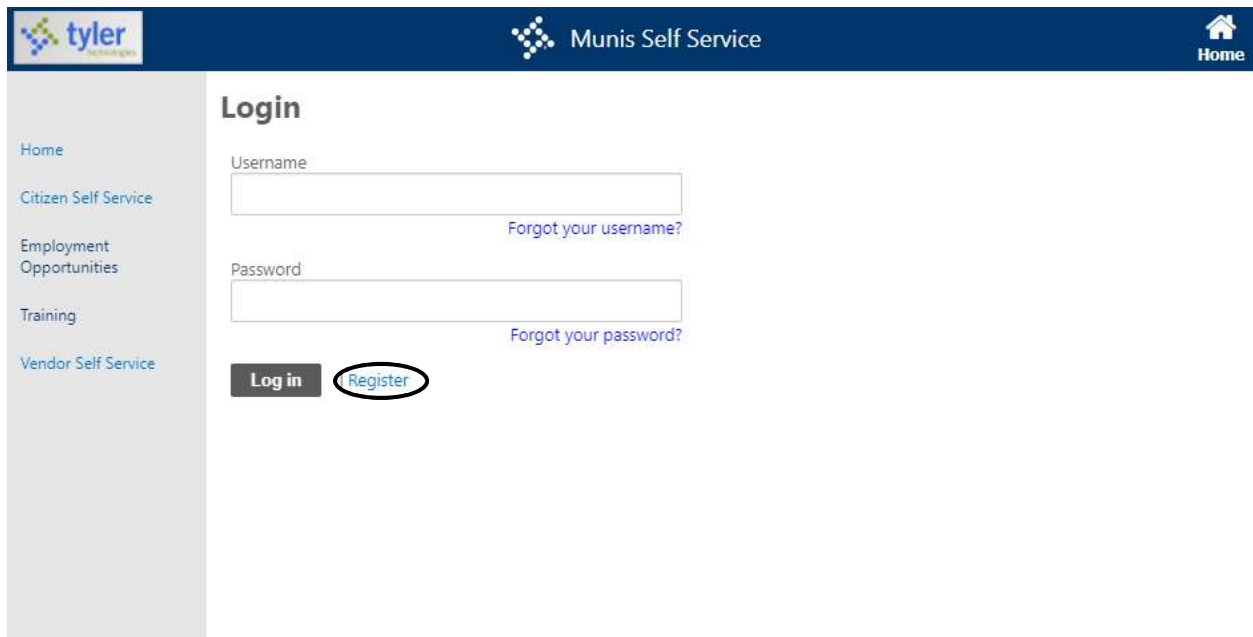 tyler
technologies
Munis Self Service
Home
Login
Home
Citizen Self Service
Employment
Opportunities
Training
Vendor Self Service
Username
Forgot your username?
Password
Forgot your password?
Log in
| Register